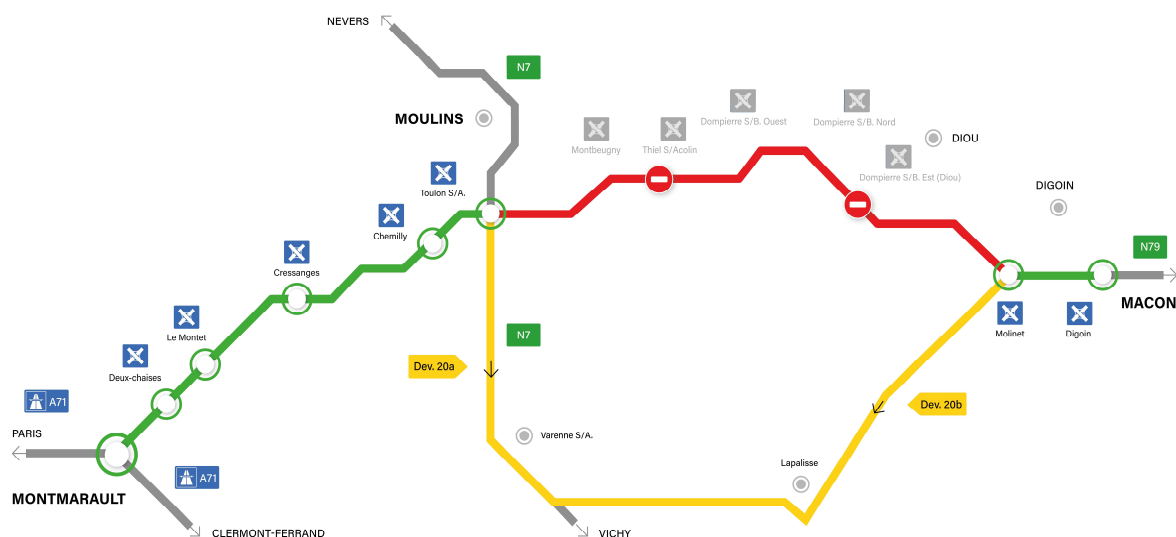 NEVERS
N7
MOULINS
Dompierre S/B. Ouest
Dompierre S/B. Nord
Montbeugny
Thiel S/Acolin
DIOU
Dompierre S/B. Est (Diou)
Toulon S/A.
DIGOIN
Chemilly
N79
Cressanges
MACON
Molinet
Digoin
Le Montet
N7
Deux-chaises
Dev. 20a
A71
Dev. 20b
PARIS
Varenne S/A.
Lapalisse
A71
MONTMARAULT
CLERMONT-FERRAND
VICHY